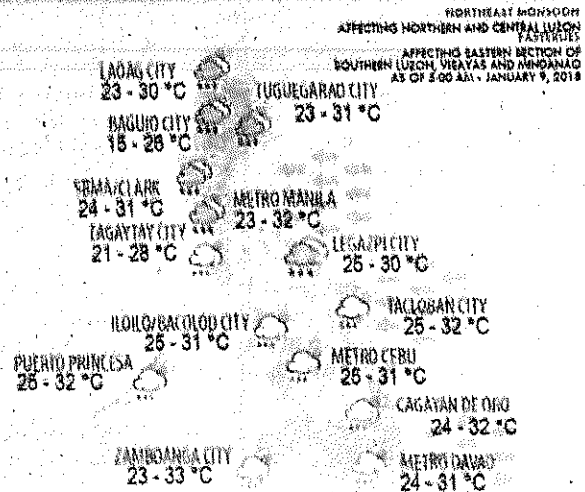 NORTHEAST MONSOON
AFFECTING NORTHERN AND CENTRAL LUZON
EASTERLIES
AFFECTING EASTERN SECTION OF
SOUTHERN LUZON, VISAYAS AND MINDANAO
AS OF 5:00 AM - JANUARY 9, 2018
LAOAG CITY
23 - 30 °C
TUGUEGARAO CITY
23 - 31 °C
BAGUIO CITY
15 - 26 °C
SBMA/CLARK
24 - 31 °C
METRO MANILA
23 - 32 °C
TAGAYTAY CITY
21 - 28 °C
LEGAZPI CITY
25 - 30 °C
TACLOBAN CITY
25 - 32 °C
ILOILO/BACOLOD CITY
25 - 31 °C
METRO CEBU
25 - 31 °C
PUERTO PRINCESA
25 - 32 °C
CAGAYAN DE ORO
24 - 32 °C
ZAMBOANGA CITY
23 - 33 °C
METRO DAVAO
24 - 31 °C